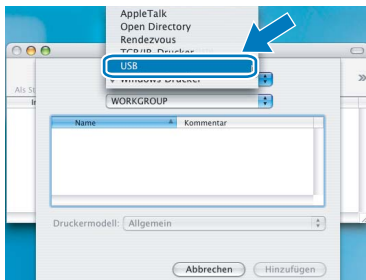 AppleTalk
Open Directory
Rendezvous
TCP/IP-Drucker
USB
Windows-Drucker
Als St
WORKGROUP
Name Kommentar
Druckermodell: Allgemein
Abbrechen Hinzufügen